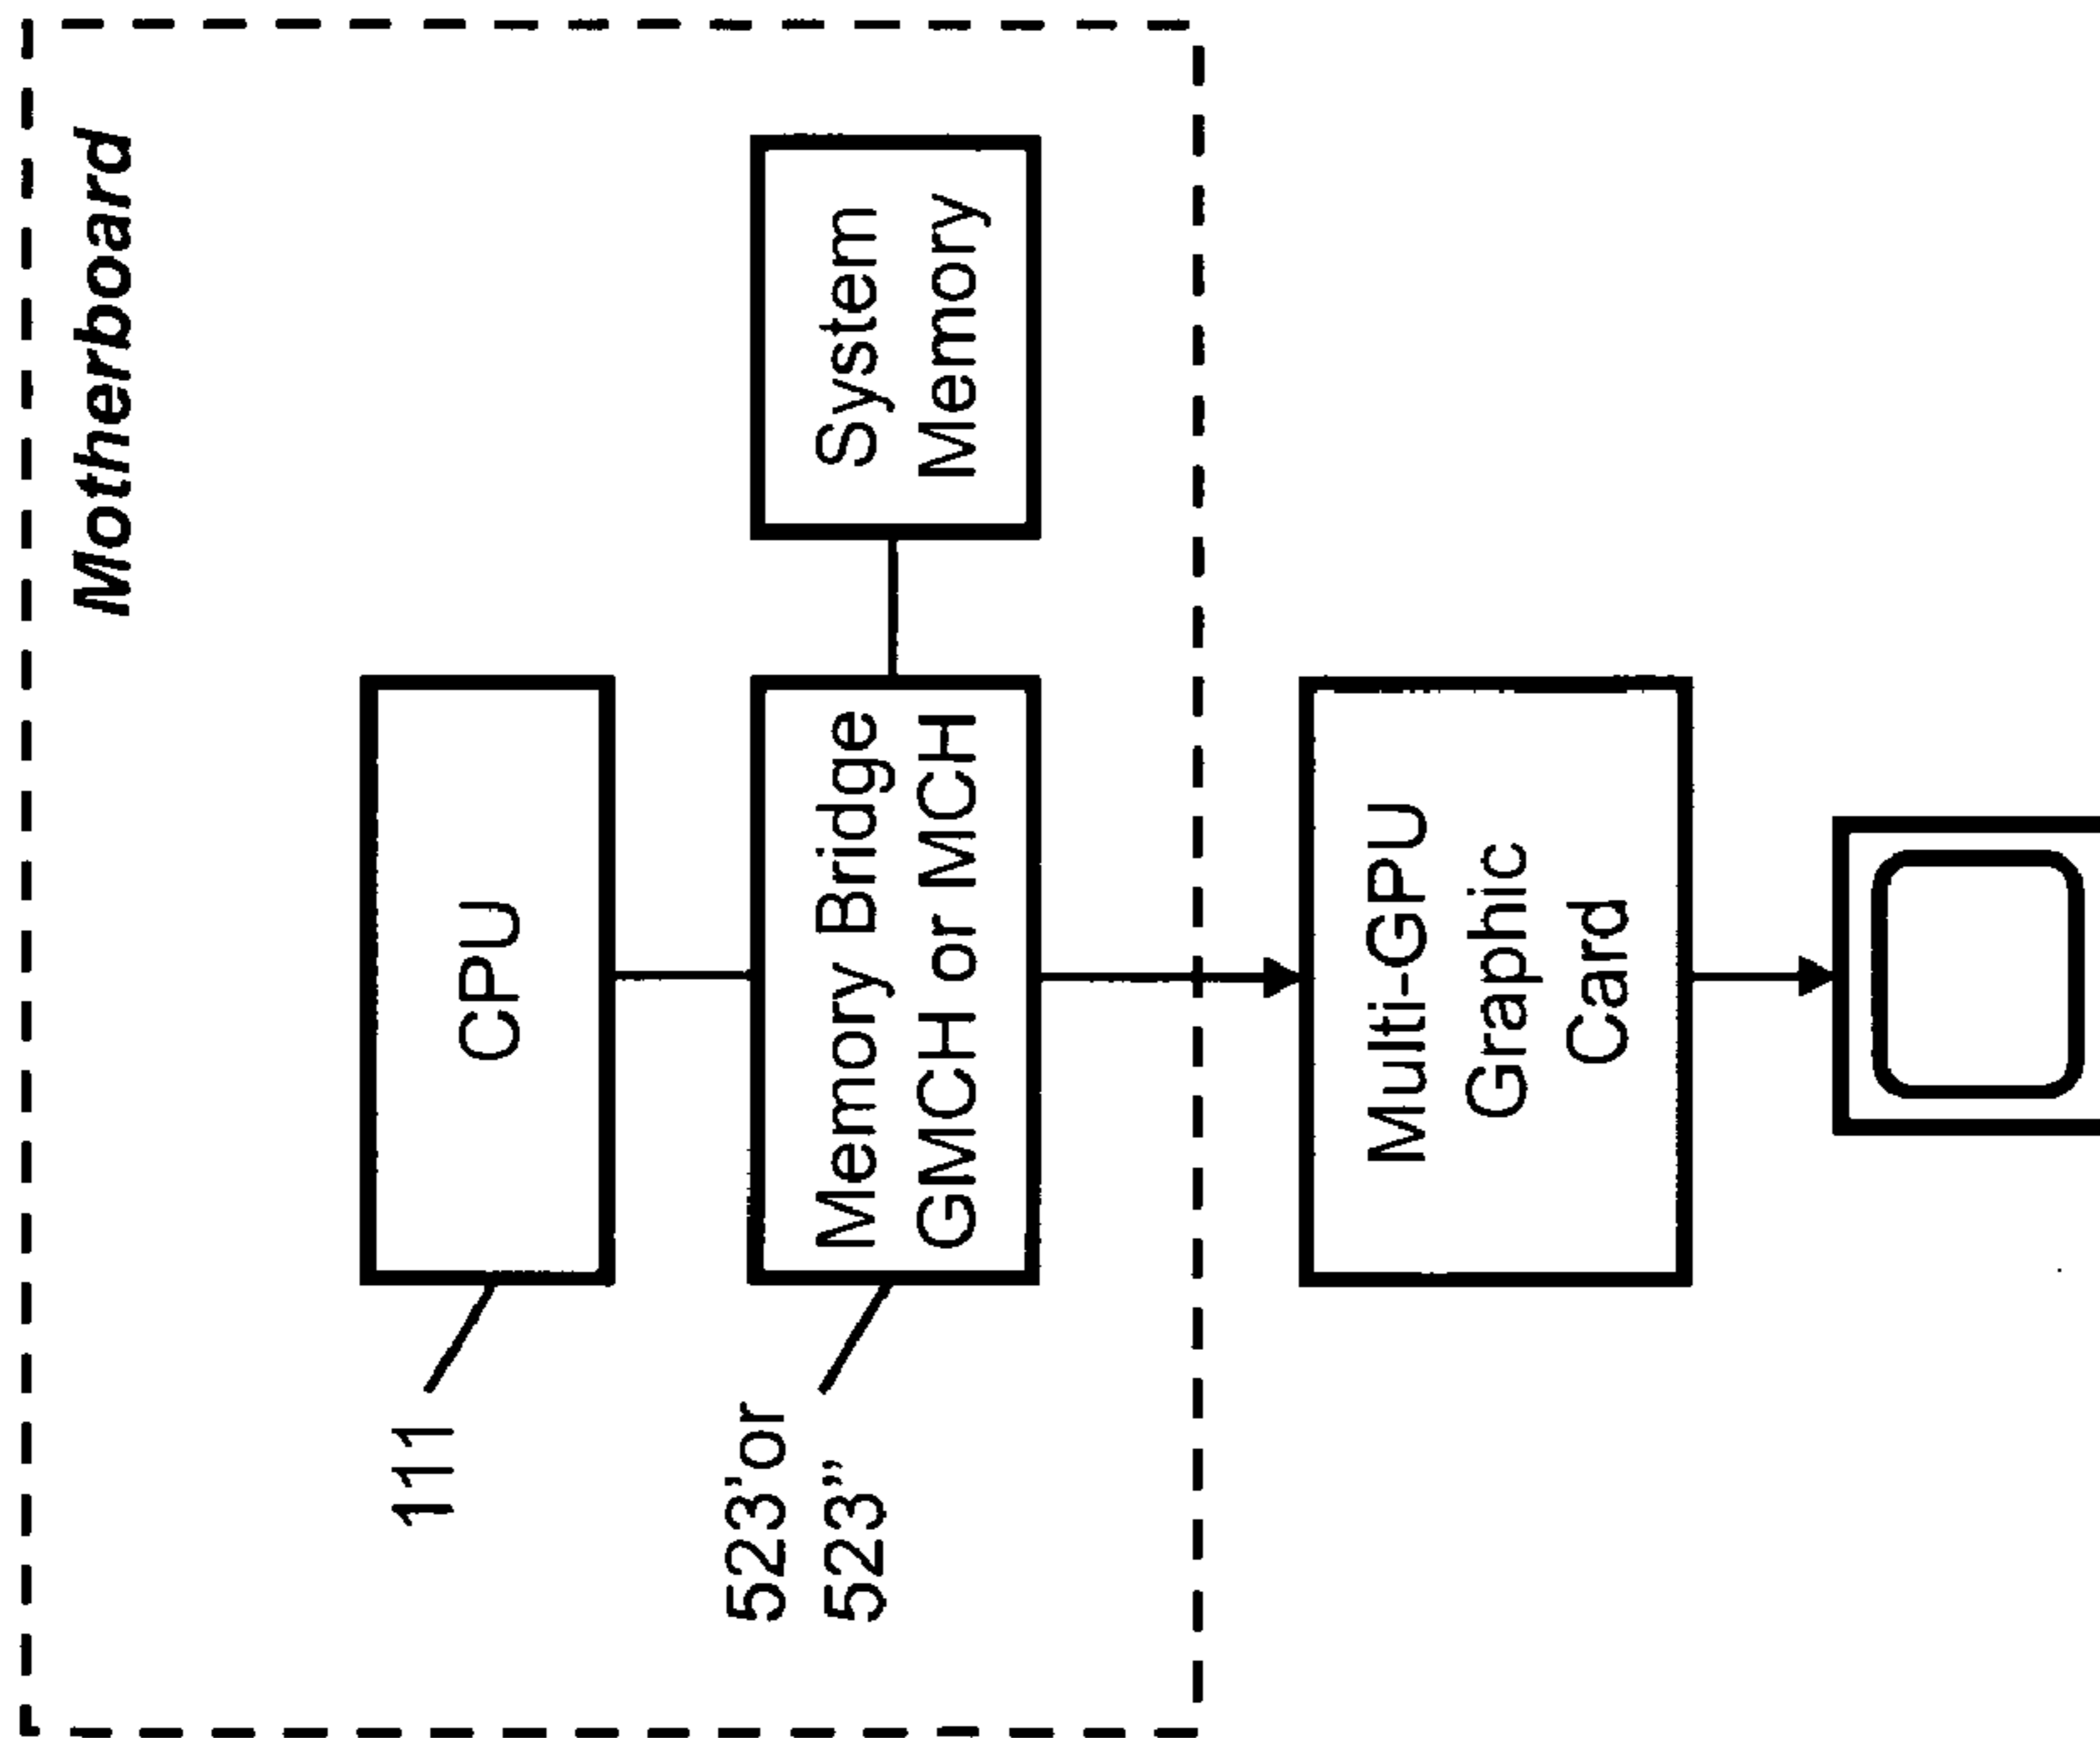 Motherboard
CPU
111
Memory Bridge
GMCH or MCH
523'or
523”
System
Memory
Multi-GPU
Graphic
Card